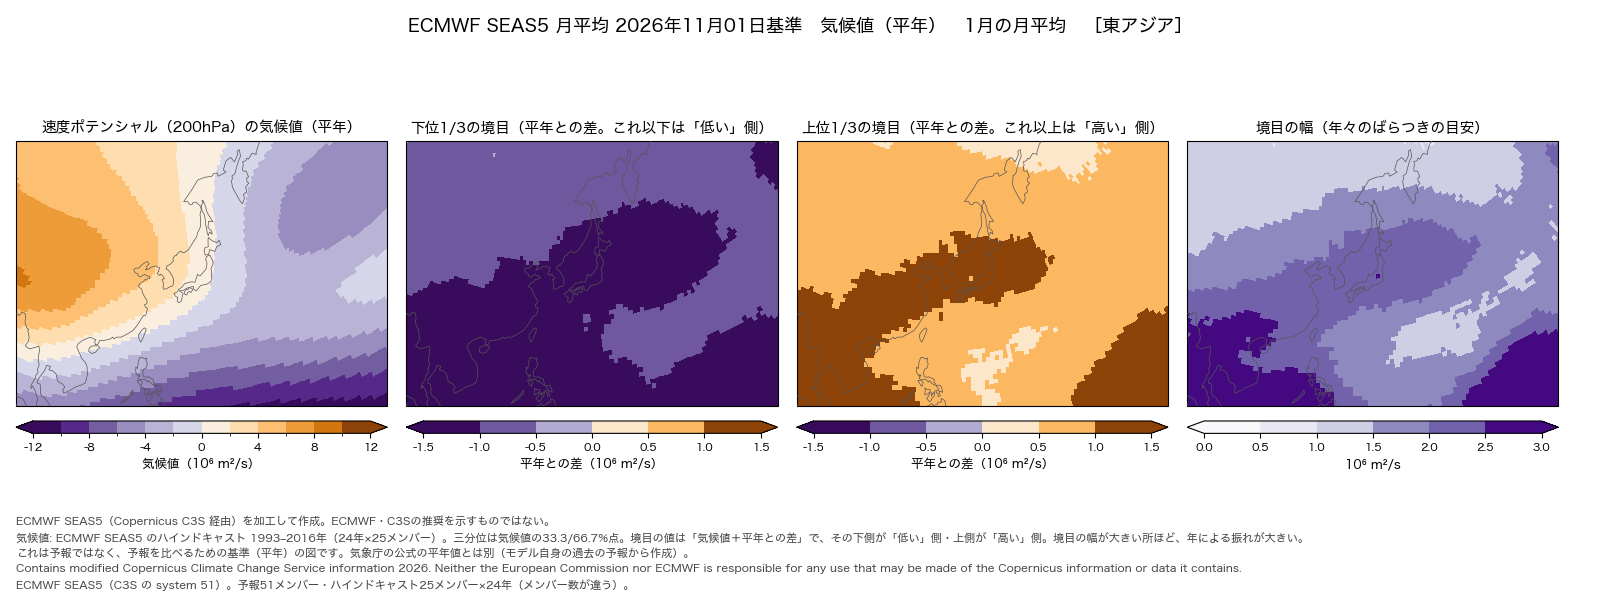 ECMWF SEAS5 月平均 2026年11月01日基準　気候値（平年）　1月の月平均　［東アジア］
速度ポテンシャル（200hPa）の気候値（平年）
下位1/3の境目（平年との差。これ以下は「低い」側）
上位1/3の境目（平年との差。これ以上は「高い」側）
境目の幅（年々のばらつきの目安）
-12 -8 -4 0 4 8 12
気候値（10⁶ m²/s）
-1.5 -1.0 -0.5 0.0 0.5 1.0 1.5
平年との差（10⁶ m²/s）
-1.5 -1.0 -0.5 0.0 0.5 1.0 1.5
平年との差（10⁶ m²/s）
0.0 0.5 1.0 1.5 2.0 2.5 3.0
10⁶ m²/s
ECMWF SEAS5（Copernicus C3S 経由）を加工して作成。ECMWF・C3Sの推奨を示すものではない。
気候値: ECMWF SEAS5 のハインドキャスト 1993–2016年（24年×25メンバー）。三分位は気候値の33.3/66.7%点。境目の値は「気候値＋平年との差」で、その下側が「低い」側・上側が「高い」側。境目の幅が大きい所ほど、年による振れが大きい。
これは予報ではなく、予報を比べるための基準（平年）の図です。気象庁の公式の平年値とは別（モデル自身の過去の予報から作成）。
Contains modified Copernicus Climate Change Service information 2026. Neither the European Commission nor ECMWF is responsible for any use that may be made of the Copernicus information or data it contains.
ECMWF SEAS5（C3S の system 51）。予報51メンバー・ハインドキャスト25メンバー×24年（メンバー数が違う）。